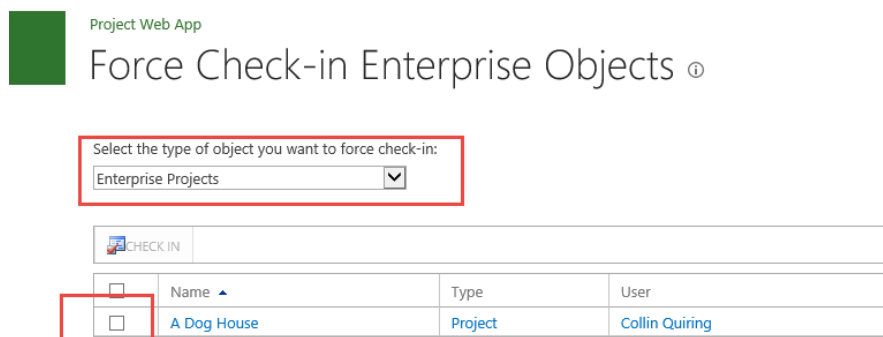 Project Web App
Force Check-in Enterprise Objects
Select the type of object you want to force check-in:
Enterprise Projects
CHECK IN
Name Type User
A Dog House Project Collin Quiring